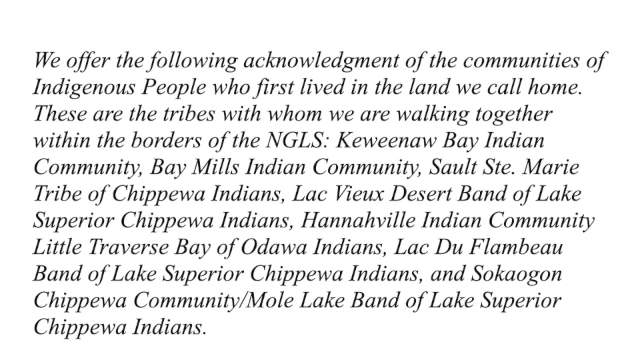 We offer the following acknowledgment of the communities of
Indigenous People who first lived in the land we call home.
These are the tribes with whom we are walking together
within the borders of the NGLS: Keweenaw Bay Indian
Community, Bay Mills Indian Community, Sault Ste. Marie
Tribe of Chippewa Indians, Lac Vieux Desert Band of Lake
Superior Chippewa Indians, Hannahville Indian Community
Little Traverse Bay of Odawa Indians, Lac Du Flambeau
Band of Lake Superior Chippewa Indians, and Sokaogon
Chippewa Community/Mole Lake Band of Lake Superior
Chippewa Indians.